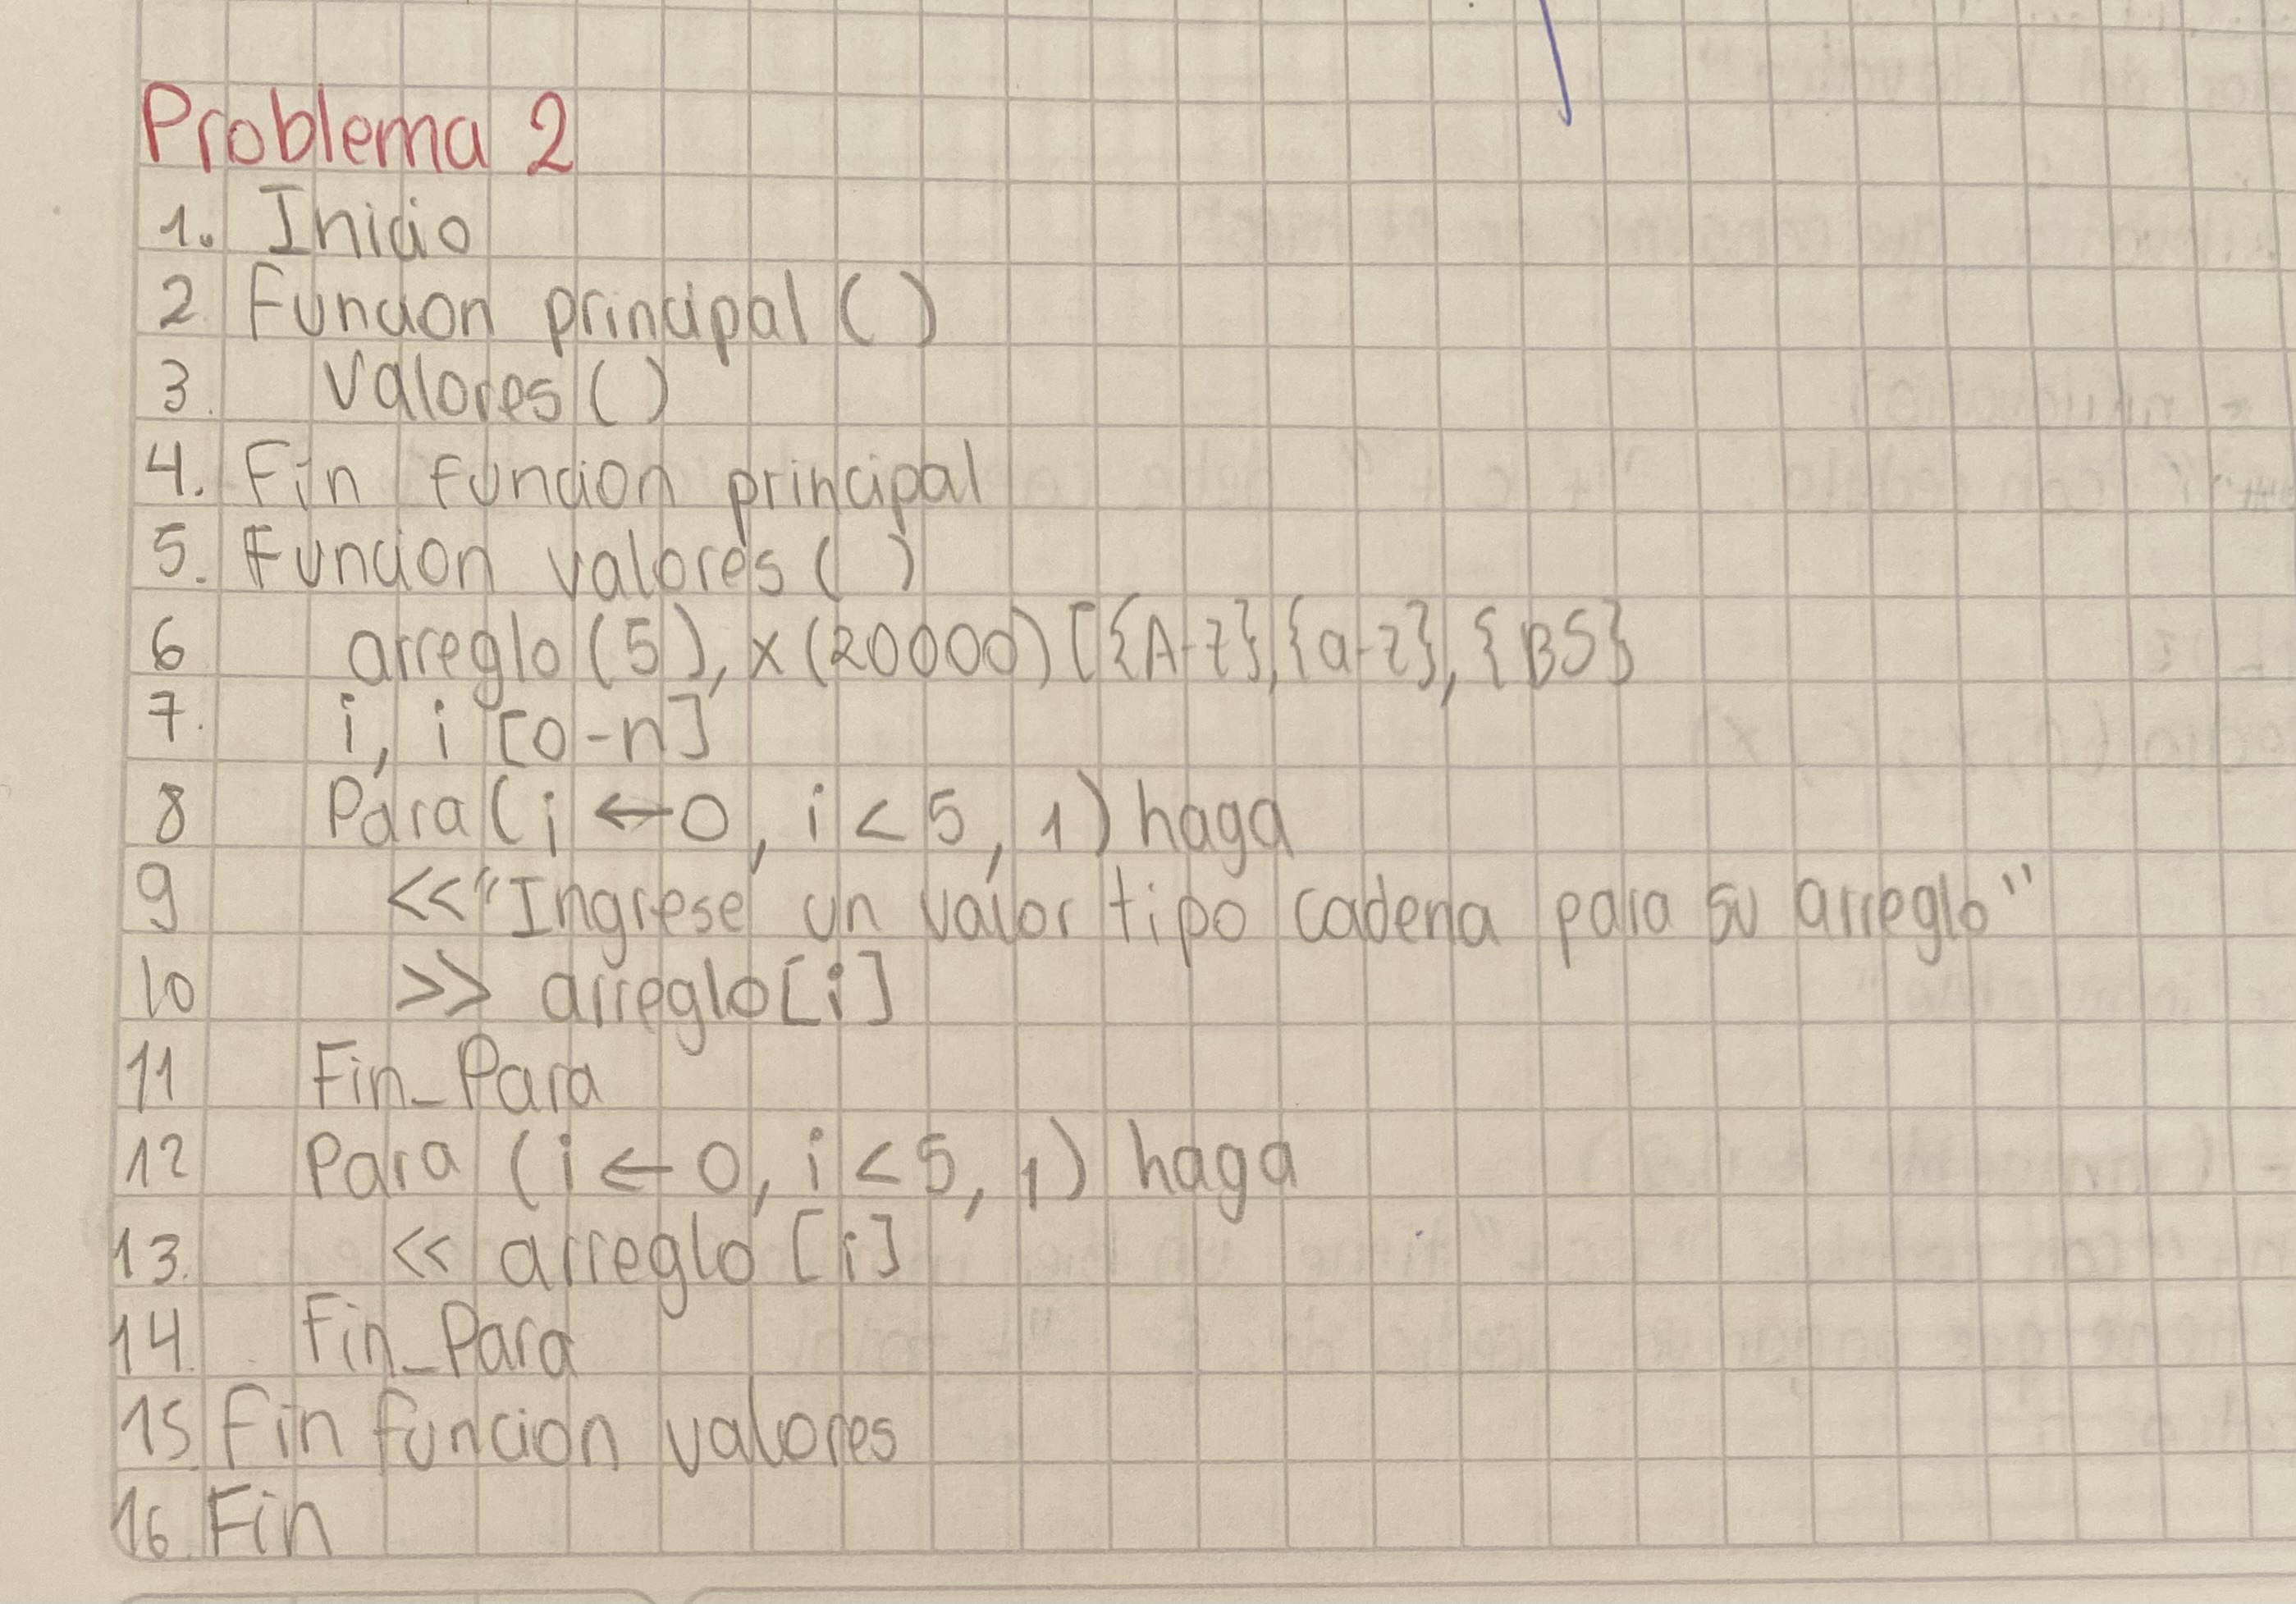 Problema 2
1. Inicio
2. Funcion principal ( )
3. Valores ( )
4. Fin funcion principal
5. Funcion valores ( )
6 arreglo (5), x (20000) [{A-Z}, {a-z}, {BS}
7. i, i [0-n]
8 Para (i ← 0, i < 5, 1) haga
9 << "Ingrese un valor tipo cadena para su arreglo"
10 >> arreglo [i]
11 Fin_Para
12 Para (i ← 0, i < 5, 1) haga
13. << arreglo [i]
14. Fin_Para
15. Fin funcion valores
16. Fin